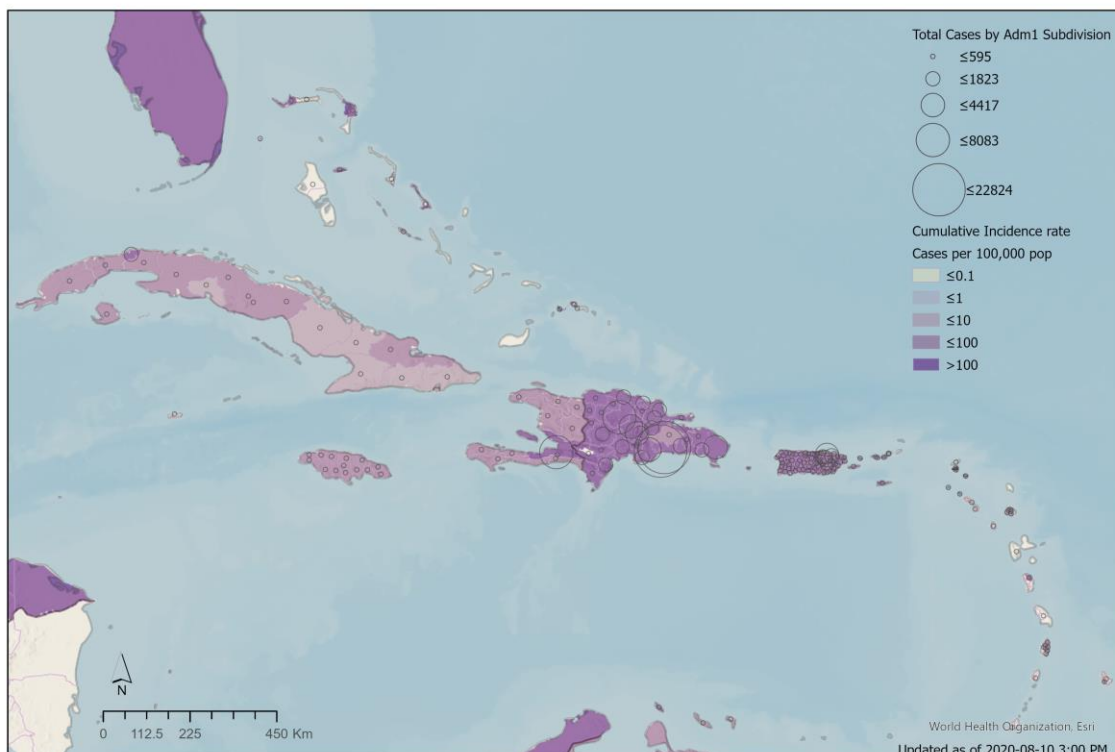 Total Cases by Adm1 Subdivision
≤595
≤1823
≤4417
≤8083
≤22824
Cumulative Incidence rate
Cases per 100,000 pop
≤0.1
≤1
≤10
≤100
>100
N
0 112.5 225 450 Km
World Health Organization, Esri
Updated as of 2020-08-10 3:00 PM